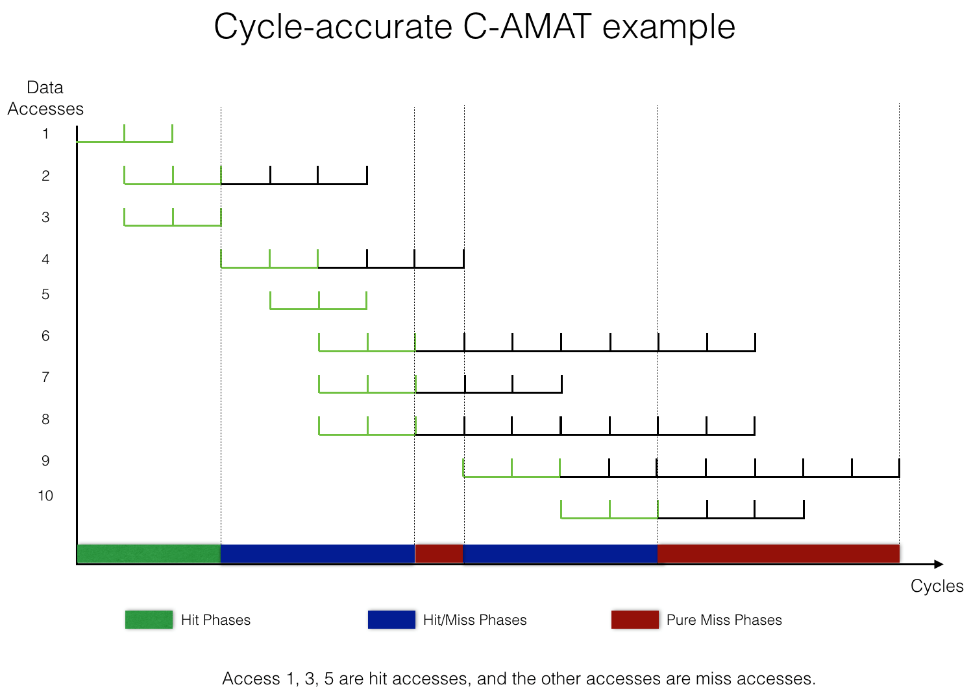 Cycle-accurate C-AMAT example
Data
Accesses
1
2
3
4
5
6
7
8
9
10
Cycles
Hit Phases
Hit/Miss Phases
Pure Miss Phases
Access 1, 3, 5 are hit accesses, and the other accesses are miss accesses.